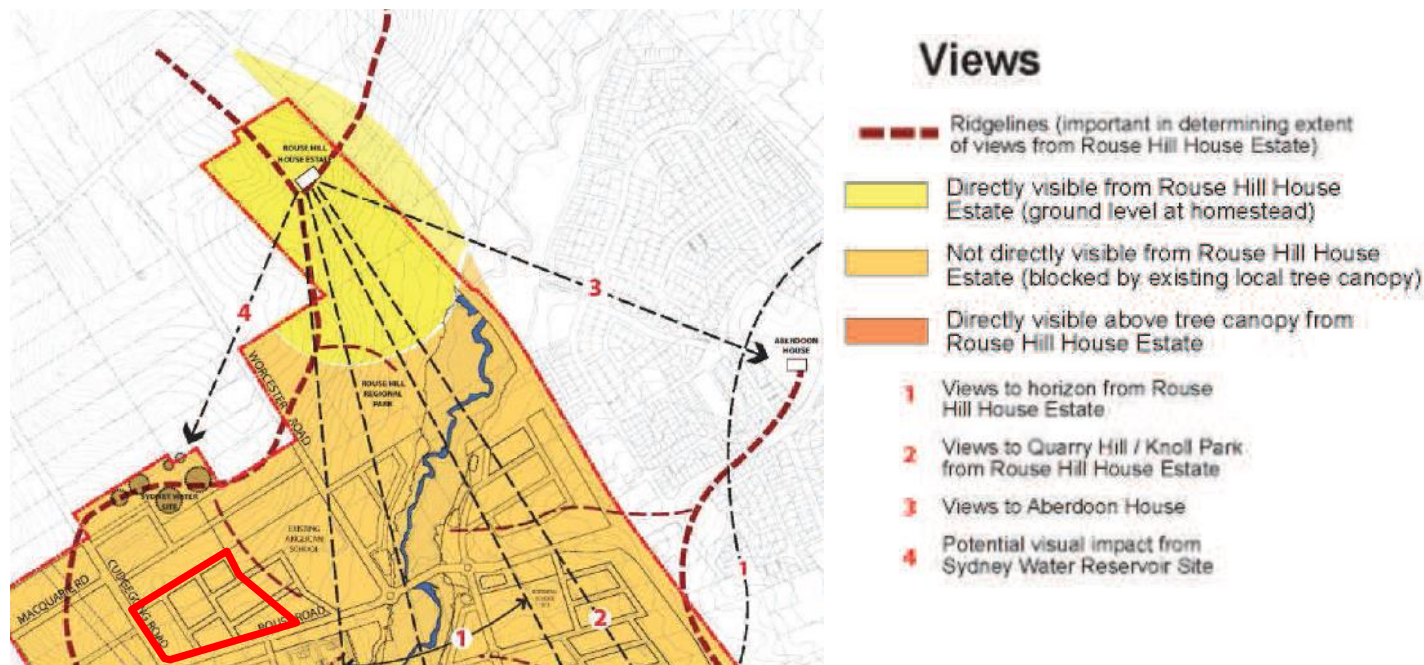 ROUSE HILL
HOUSE ESTATE
4
3
ABERDOON
HOUSE
WORCESTER ROAD
ROUSE HILL
REGIONAL
PARK
SYDNEY WATER
SITE
EXISTING
ANGLICAN
SCHOOL
1
MACQUARIE RD
CUDGEGONG ROAD
ROUSE ROAD
SCHOOL
2
1
Views
Ridgelines (important in determining extent
of views from Rouse Hill House Estate)
Directly visible from Rouse Hill House
Estate (ground level at homestead)
Not directly visible from Rouse Hill House
Estate (blocked by existing local tree canopy)
Directly visible above tree canopy from
Rouse Hill House Estate
1 Views to horizon from Rouse
Hill House Estate
2 Views to Quarry Hill / Knoll Park
from Rouse Hill House Estate
3 Views to Aberdoon House
4 Potential visual impact from
Sydney Water Reservoir Site